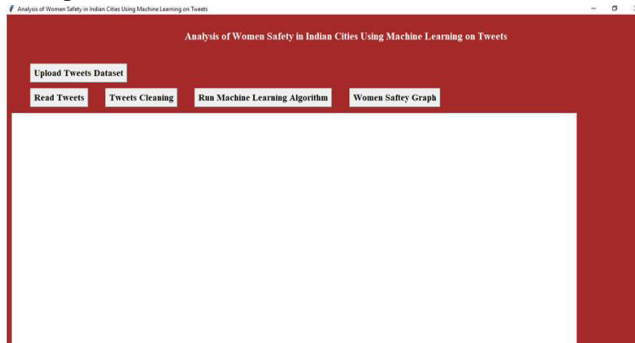 Analysis of Women Safety in Indian Cities Using Machine Learning on Tweets
Analysis of Women Safety in Indian Cities Using Machine Learning on Tweets
Upload Tweets Dataset
Read Tweets Tweets Cleaning Run Machine Learning Algorithm Women Saftey Graph